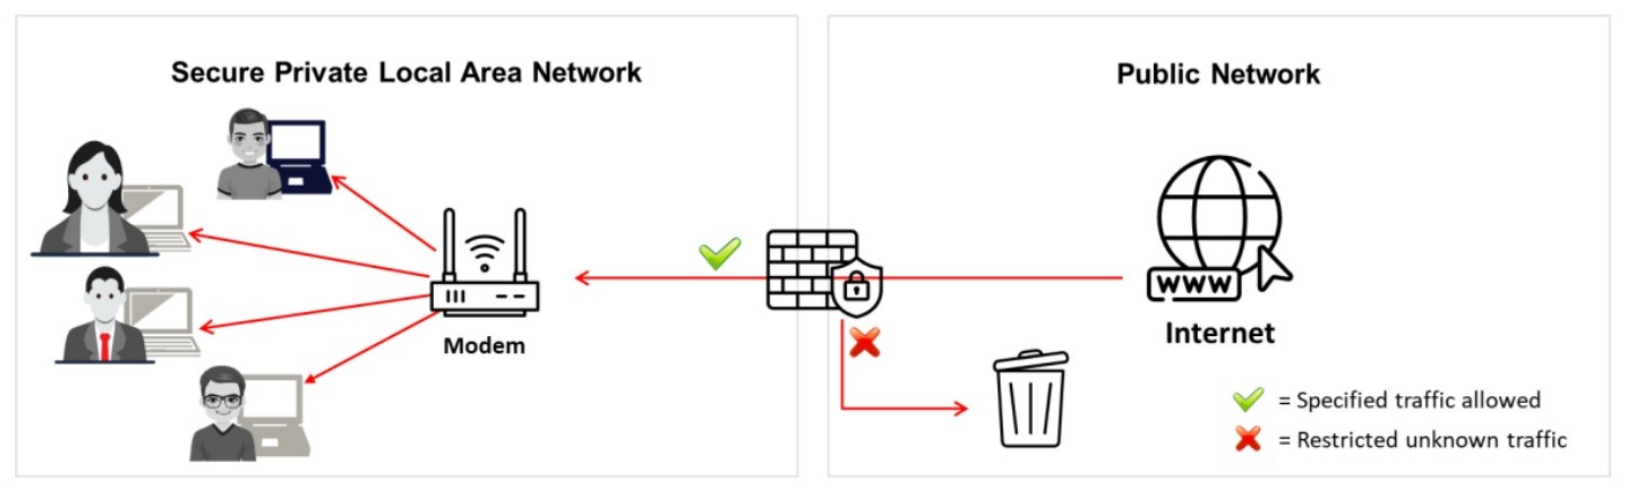 Secure Private Local Area Network
Public Network
Modem
WWW
Internet
= Specified traffic allowed
= Restricted unknown traffic